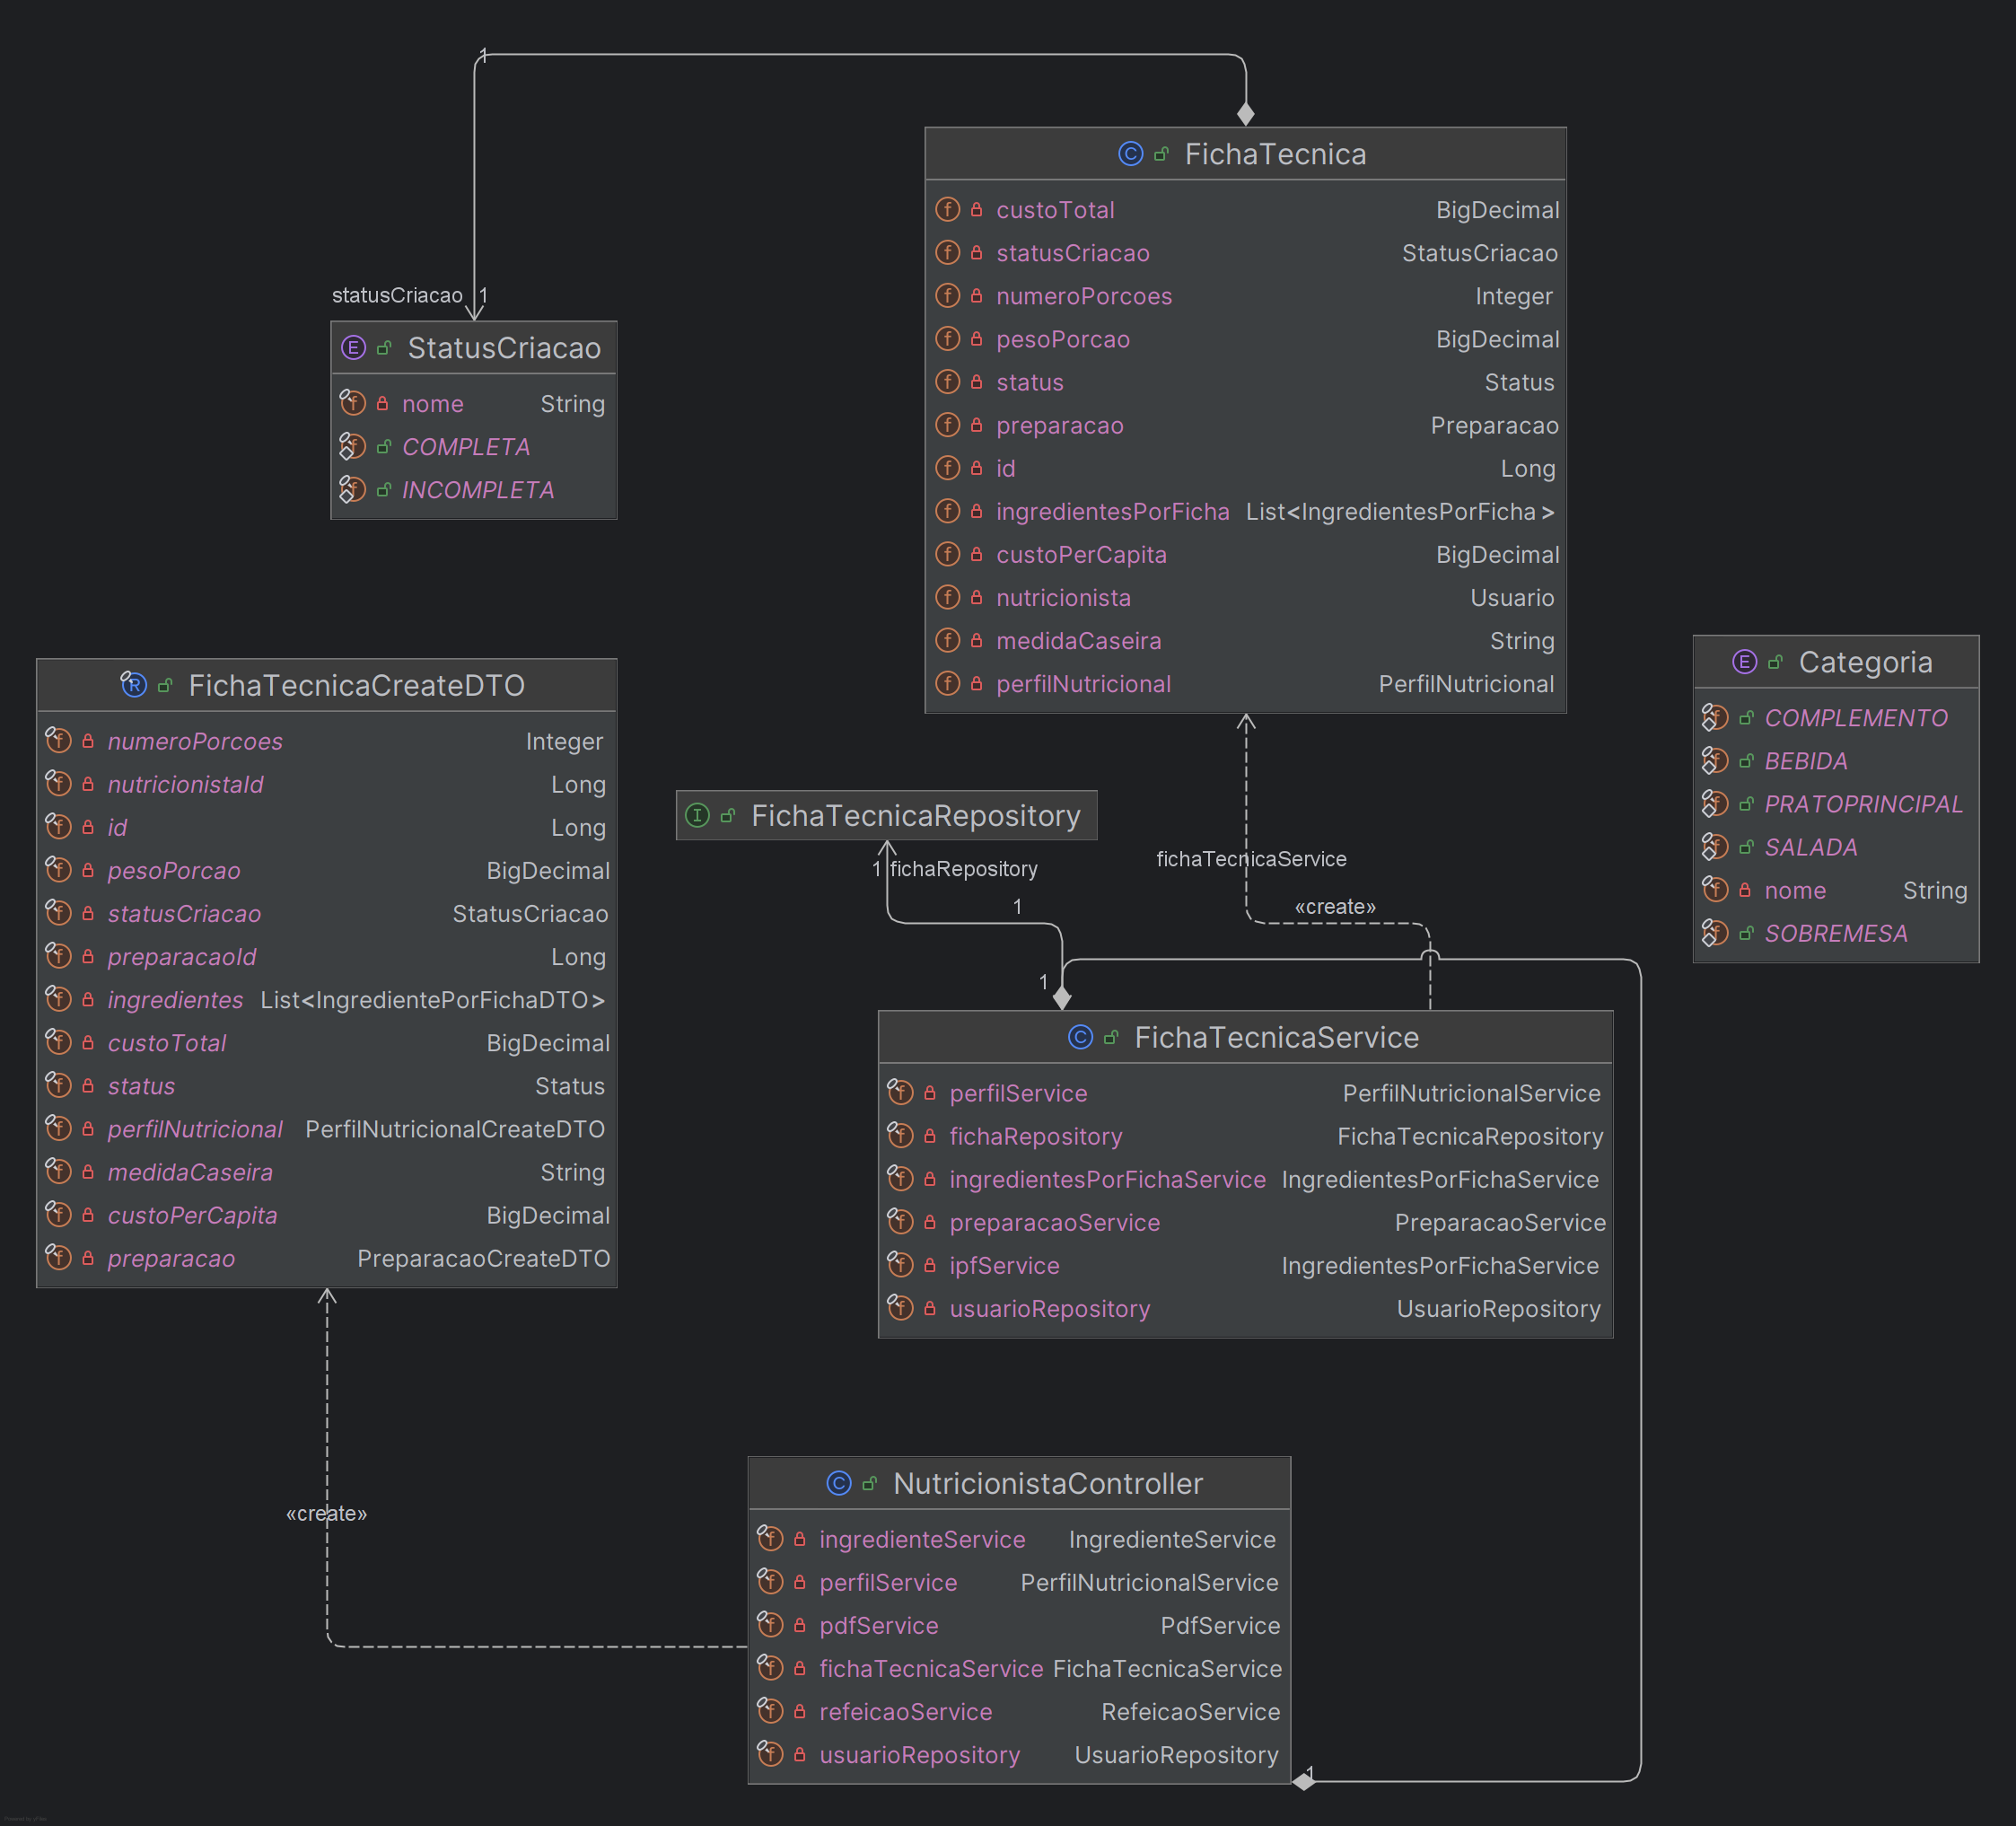 1
statusCriacao 1
FichaTecnica
custoTotal BigDecimal
statusCriacao StatusCriacao
numeroPorcoes Integer
pesoPorcao BigDecimal
status Status
preparacao Preparacao
id Long
ingredientesPorFicha List<IngredientesPorFicha>
custoPerCapita BigDecimal
nutricionista Usuario
medidaCaseira String
perfilNutricional PerfilNutricional
StatusCriacao
nome String
COMPLETA
INCOMPLETA
FichaTecnicaCreateDTO
numeroPorcoes Integer
nutricionistaId Long
id Long
pesoPorcao BigDecimal
statusCriacao StatusCriacao
preparacaoId Long
ingredientes List<IngredientePorFichaDTO>
custoTotal BigDecimal
status Status
perfilNutricional PerfilNutricionalCreateDTO
medidaCaseira String
custoPerCapita BigDecimal
preparacao PreparacaoCreateDTO
Categoria
COMPLEMENTO
BEBIDA
PRATOPRINCIPAL
SALADA
nome String
SOBREMESA
FichaTecnicaRepository
1 fichaRepository
1
fichaTecnicaService
«create»
1
FichaTecnicaService
perfilService PerfilNutricionalService
fichaRepository FichaTecnicaRepository
ingredientesPorFichaService IngredientesPorFichaService
preparacaoService PreparacaoService
ipfService IngredientesPorFichaService
usuarioRepository UsuarioRepository
«create»
NutricionistaController
ingredienteService IngredienteService
perfilService PerfilNutricionalService
pdfService PdfService
fichaTecnicaService FichaTecnicaService
refeicaoService RefeicaoService
usuarioRepository UsuarioRepository
1